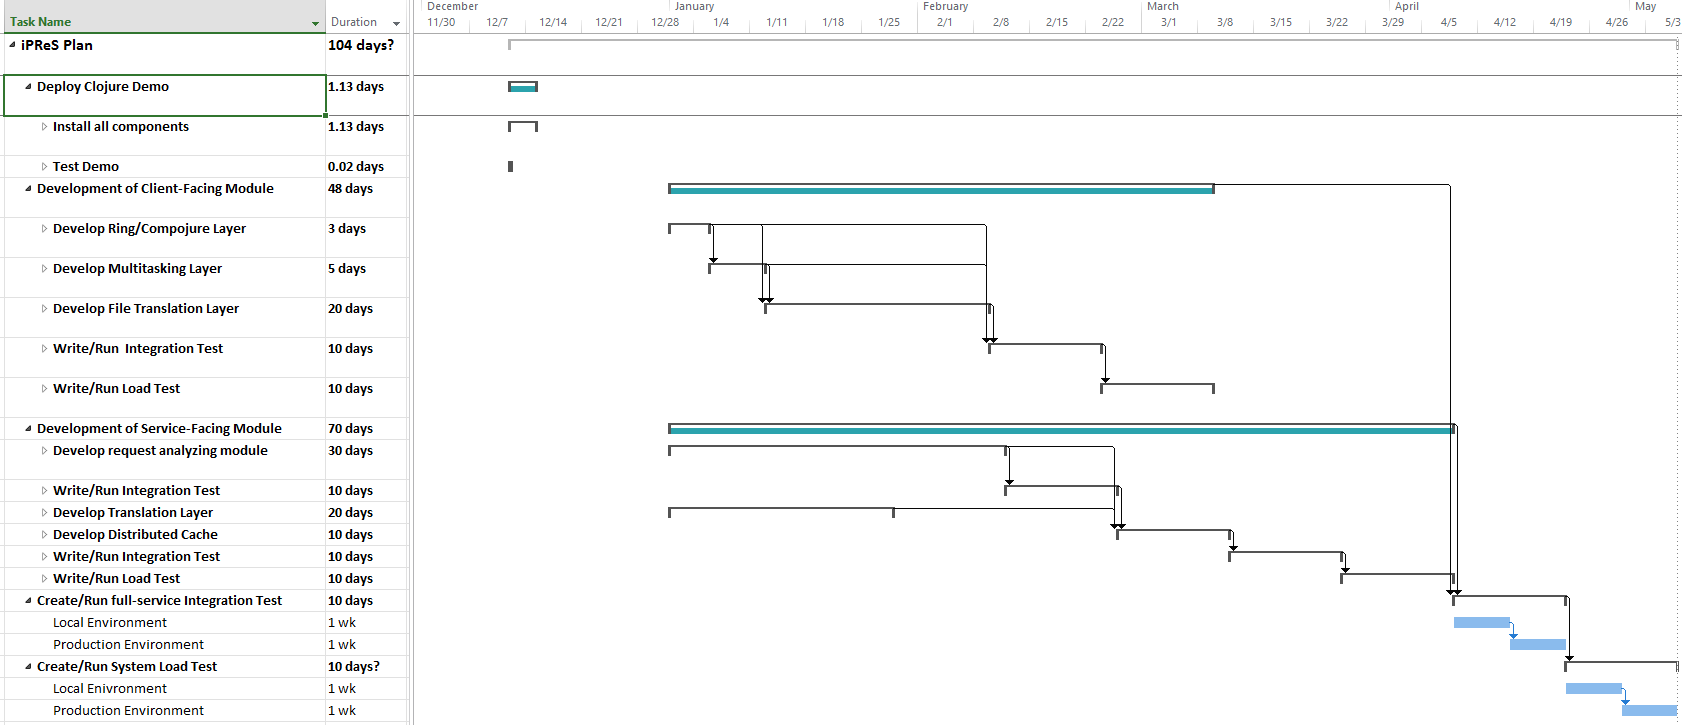 December January February March April May
Task Name Duration 11/30 12/7 12/14 12/21 12/28 1/4 1/11 1/18 1/25 2/1 2/8 2/15 2/22 3/1 3/8 3/15 3/22 3/29 4/5 4/12 4/19 4/26 5/3
iPReS Plan 104 days?
Deploy Clojure Demo 1.13 days
Install all components 1.13 days
Test Demo 0.02 days
Development of Client-Facing Module 48 days
Develop Ring/Compojure Layer 3 days
Develop Multitasking Layer 5 days
Develop File Translation Layer 20 days
Write/Run Integration Test 10 days
Write/Run Load Test 10 days
Development of Service-Facing Module 70 days
Develop request analyzing module 30 days
Write/Run Integration Test 10 days
Develop Translation Layer 20 days
Develop Distributed Cache 10 days
Write/Run Integration Test 10 days
Write/Run Load Test 10 days
Create/Run full-service Integration Test 10 days
Local Environment 1 wk
Production Environment 1 wk
Create/Run System Load Test 10 days?
Local Enivronment 1 wk
Production Environment 1 wk